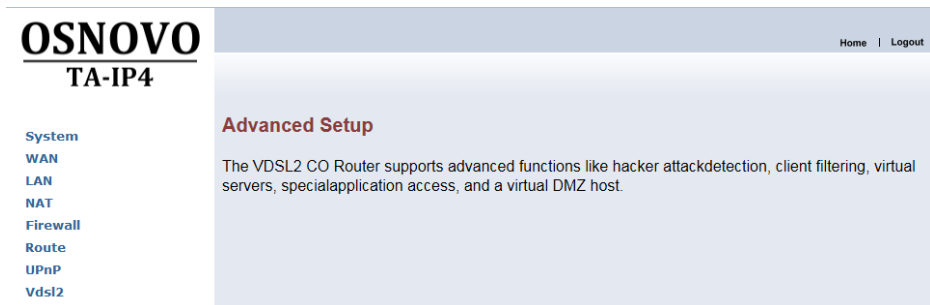 OSNOVO
TA-IP4
Home | Logout
System
WAN
LAN
NAT
Firewall
Route
UPnP
Vdsl2
Advanced Setup
The VDSL2 CO Router supports advanced functions like hacker attackdetection, client filtering, virtual
servers, specialapplication access, and a virtual DMZ host.